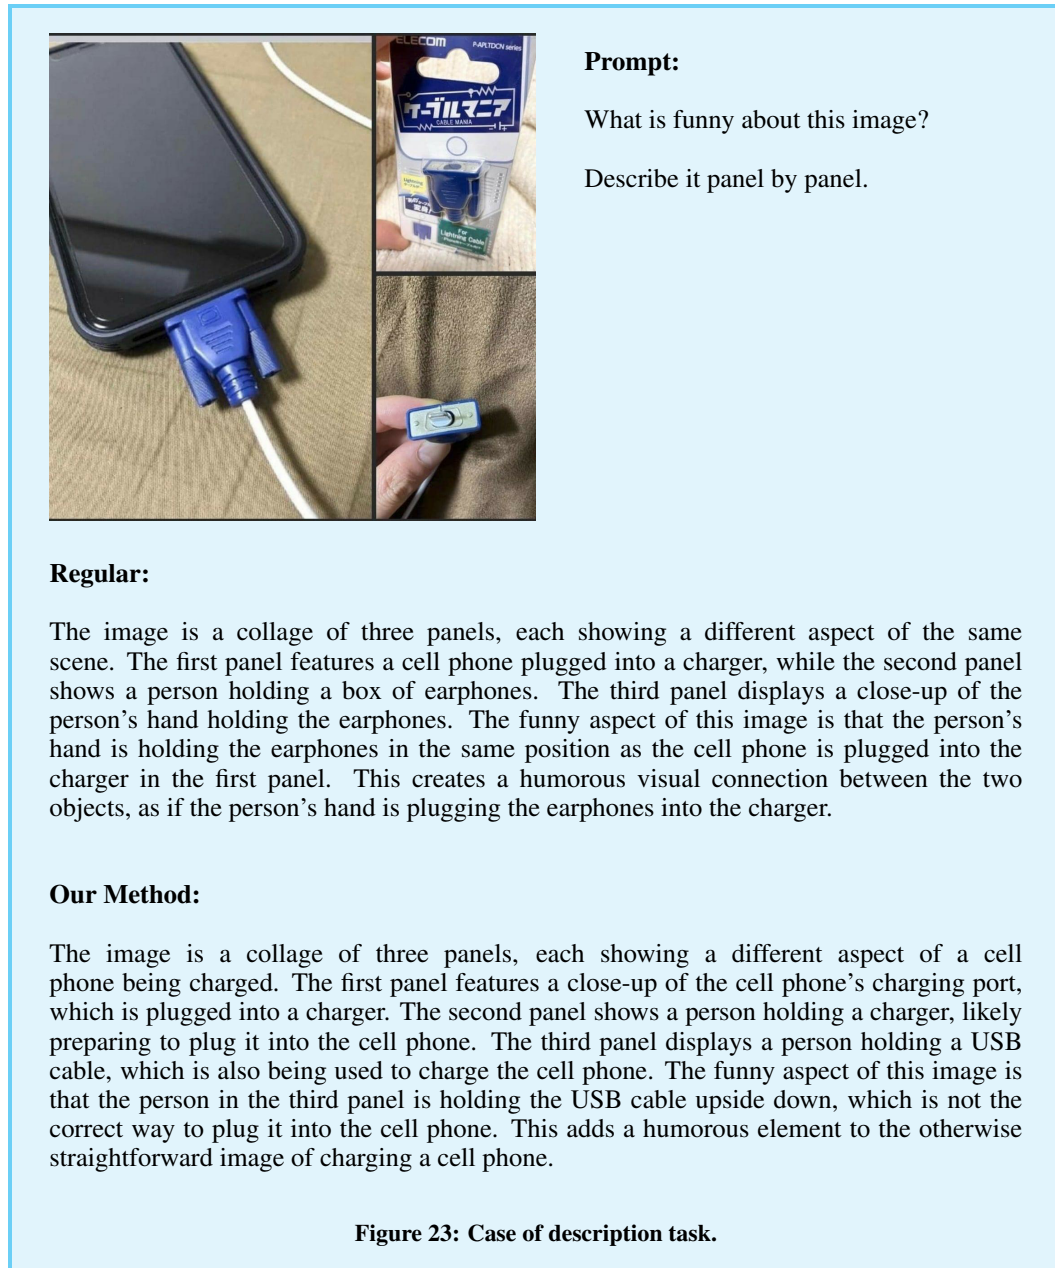 ELECOM
P-APLTDCN series
ケーブルマニア
CABLE MANIA
Lightning
For
Lightning Cable
Prompt:
What is funny about this image?
Describe it panel by panel.
Regular:
The image is a collage of three panels, each showing a different aspect of the same
scene. The first panel features a cell phone plugged into a charger, while the second panel
shows a person holding a box of earphones. The third panel displays a close-up of the
person's hand holding the earphones. The funny aspect of this image is that the person's
hand is holding the earphones in the same position as the cell phone is plugged into the
charger in the first panel. This creates a humorous visual connection between the two
objects, as if the person's hand is plugging the earphones into the charger.
Our Method:
The image is a collage of three panels, each showing a different aspect of a cell
phone being charged. The first panel features a close-up of the cell phone's charging port,
which is plugged into a charger. The second panel shows a person holding a charger, likely
preparing to plug it into the cell phone. The third panel displays a person holding a USB
cable, which is also being used to charge the cell phone. The funny aspect of this image is
that the person in the third panel is holding the USB cable upside down, which is not the
correct way to plug it into the cell phone. This adds a humorous element to the otherwise
straightforward image of charging a cell phone.
Figure 23: Case of description task.